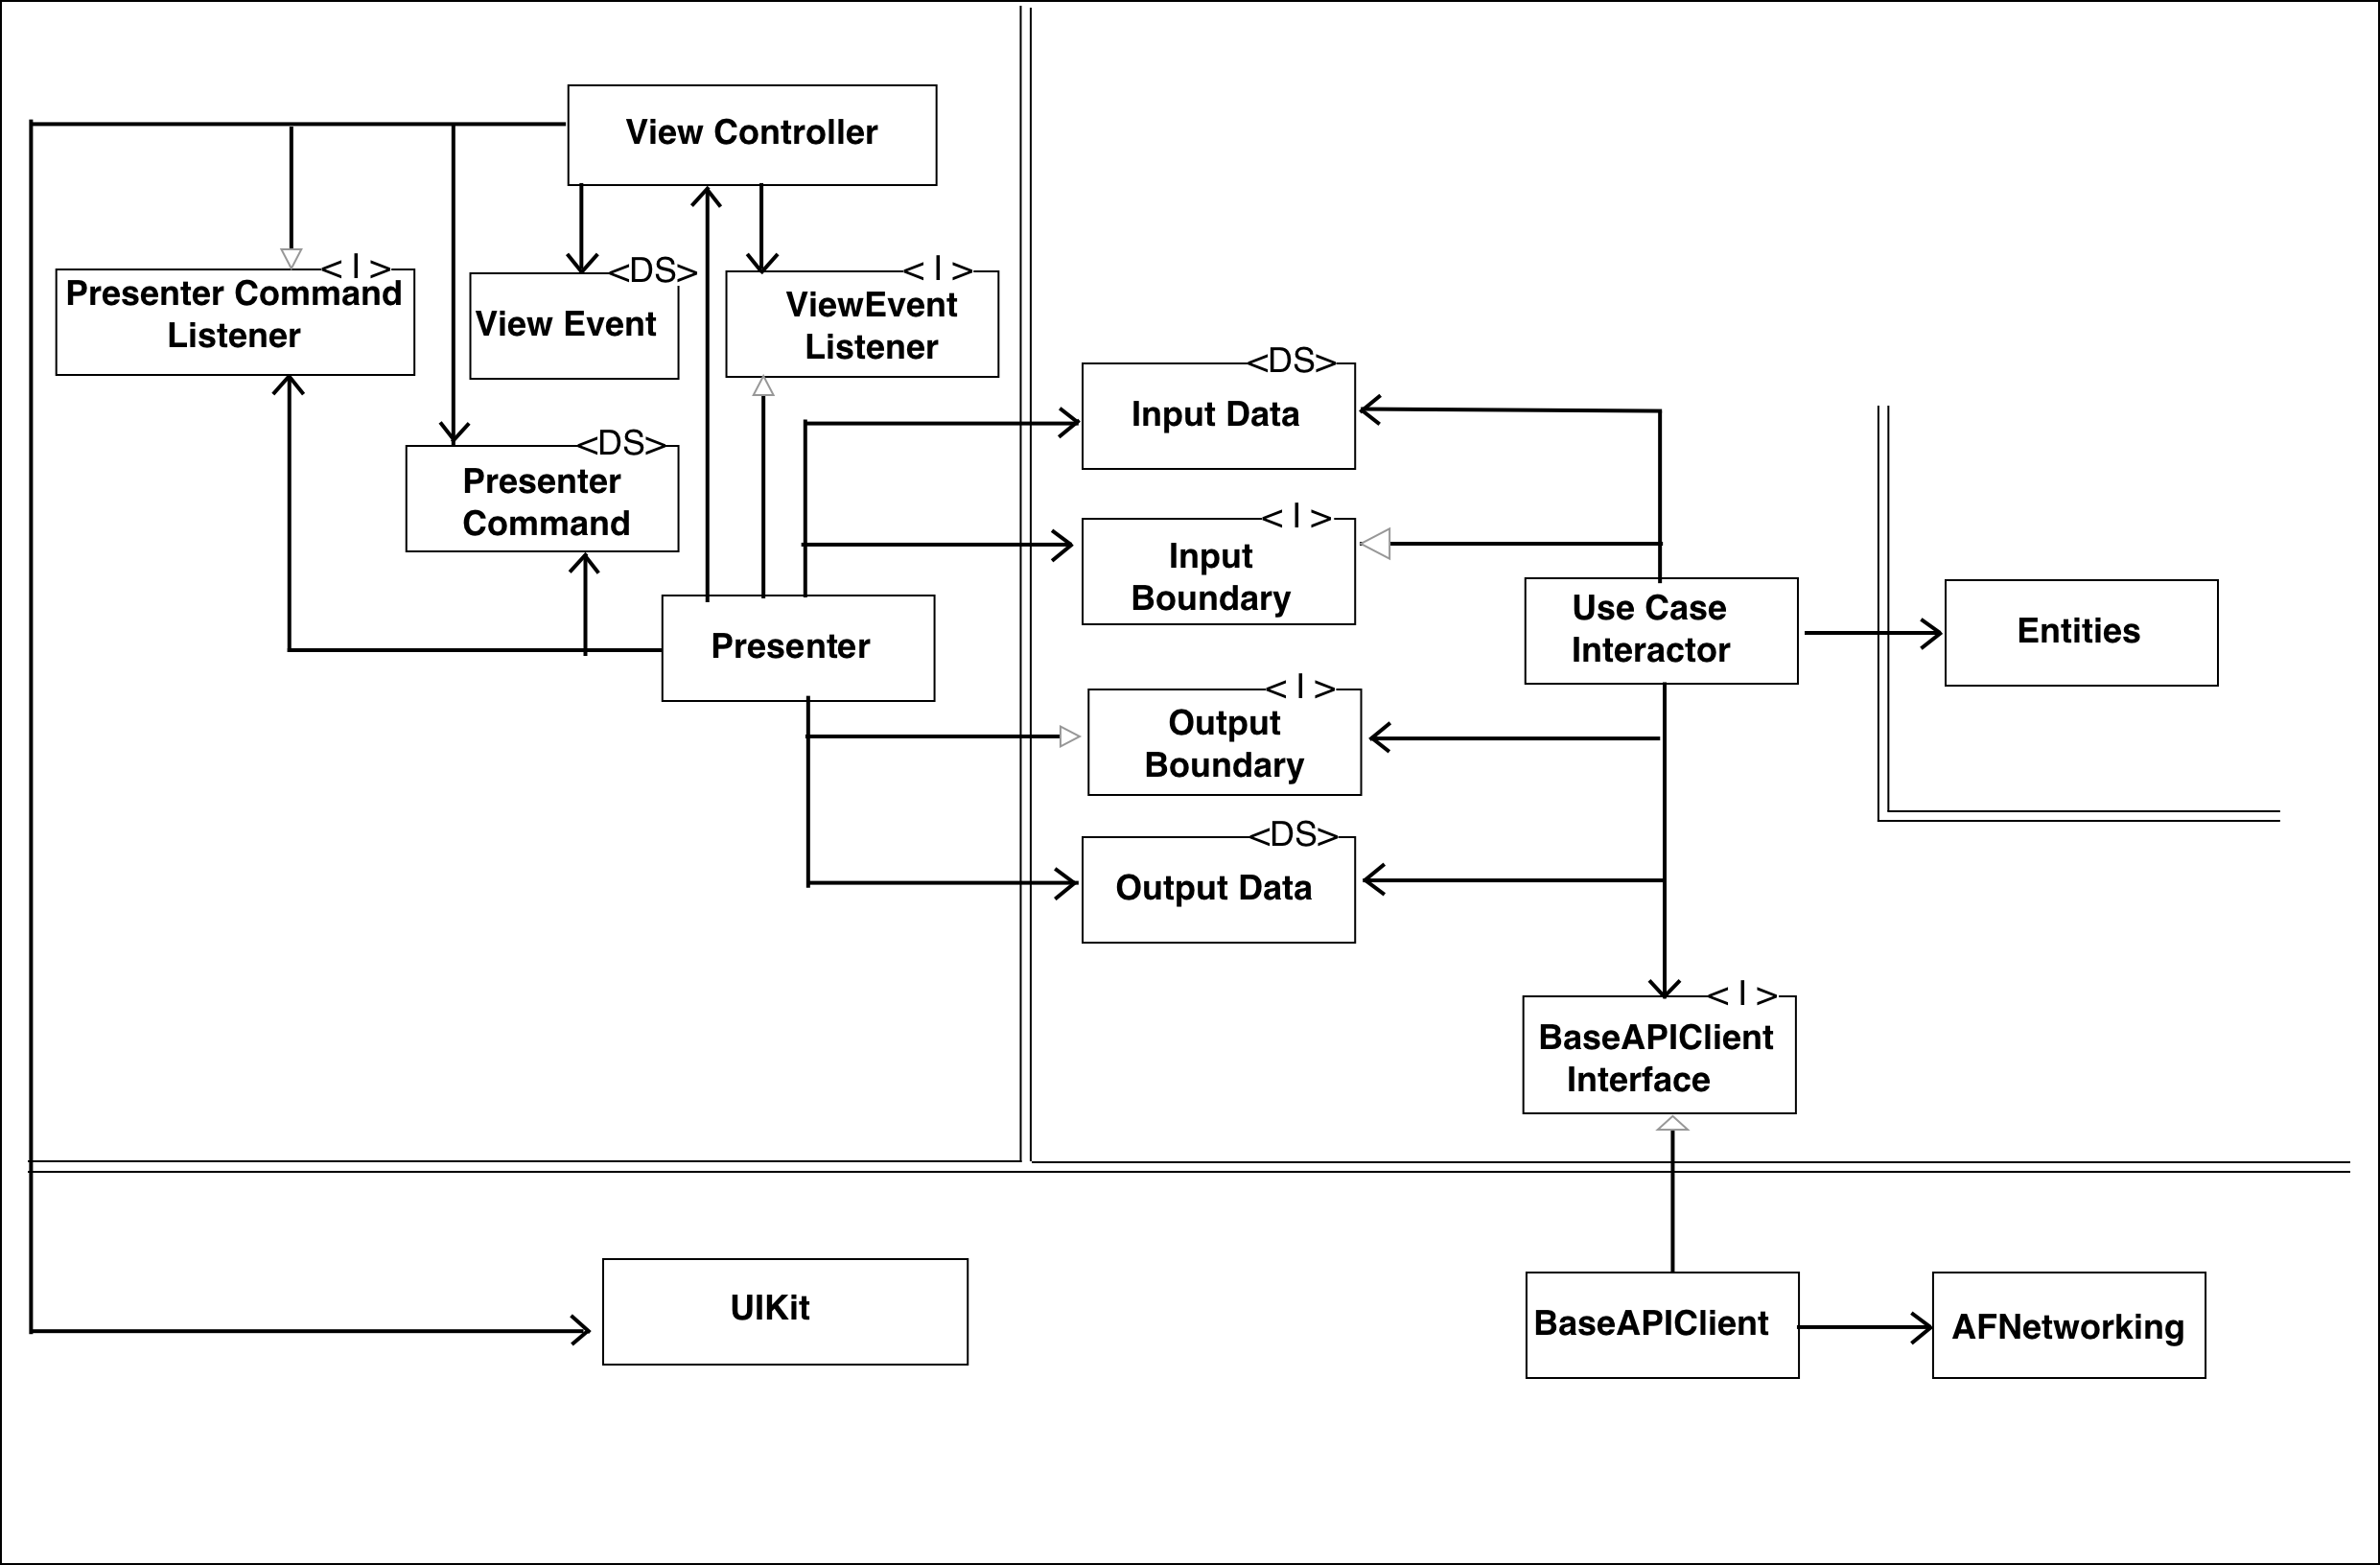 View Controller
< I >
Presenter Command
Listener
<DS>
View Event
< I >
ViewEvent
Listener
<DS>
Presenter
Command
Presenter
<DS>
Input Data
< I >
Input
Boundary
< I >
Output
Boundary
<DS>
Output Data
Use Case
Interactor
Entities
< I >
BaseAPIClient
Interface
UIKit
BaseAPIClient
AFNetworking